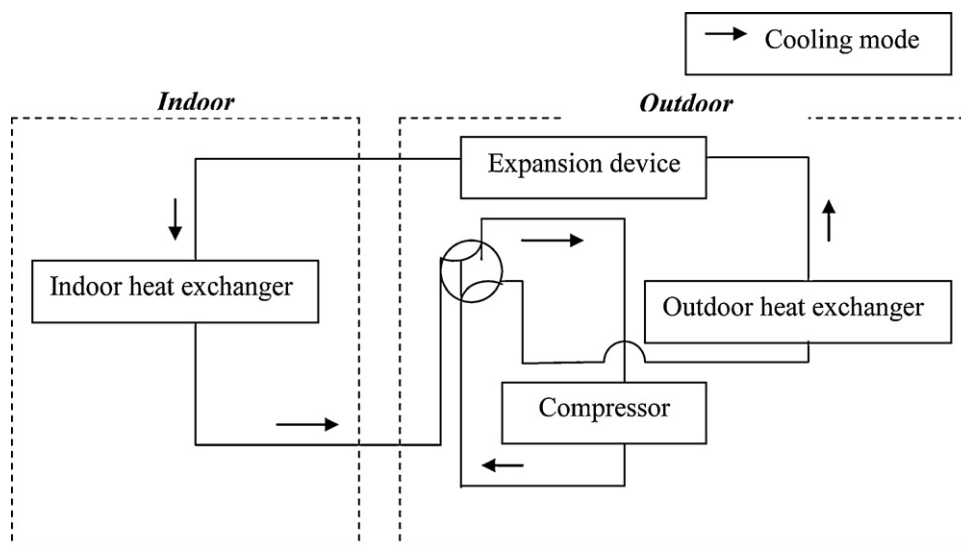 Cooling mode
Indoor
Outdoor
Expansion device
Indoor heat exchanger
Outdoor heat exchanger
Compressor